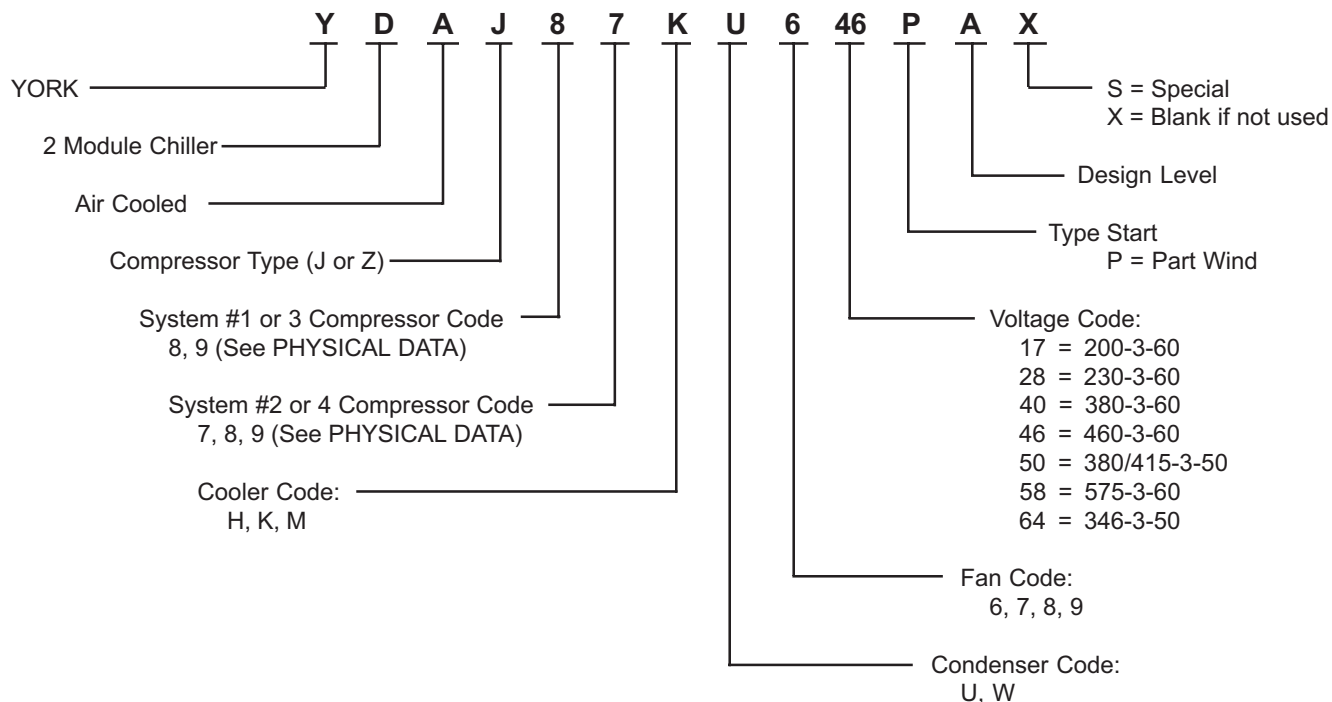 Y D A J 8 7 K U 6 46 P A X
YORK
2 Module Chiller
Air Cooled
Compressor Type (J or Z)
System #1 or 3 Compressor Code
8, 9 (See PHYSICAL DATA)
System #2 or 4 Compressor Code
7, 8, 9 (See PHYSICAL DATA)
Cooler Code:
H, K, M
S = Special
X = Blank if not used
Design Level
Type Start
P = Part Wind
Voltage Code:
17 = 200-3-60
28 = 230-3-60
40 = 380-3-60
46 = 460-3-60
50 = 380/415-3-50
58 = 575-3-60
64 = 346-3-50
Fan Code:
6, 7, 8, 9
Condenser Code:
U, W